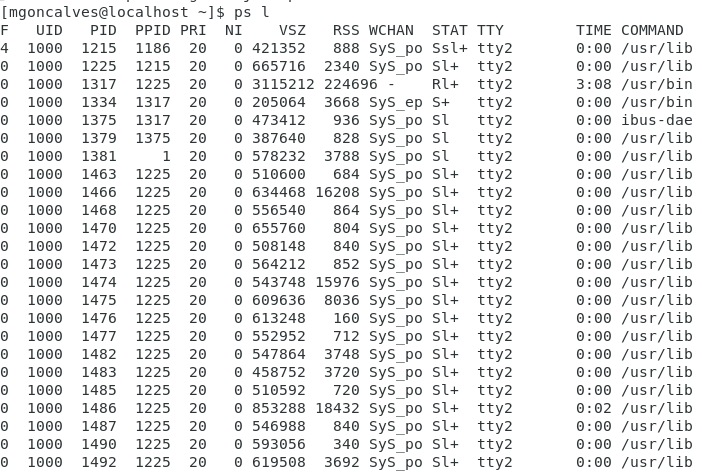 [mgoncalves@localhost ~]$ ps l
F   UID   PID  PPID PRI  NI    VSZ   RSS WCHAN  STAT TTY        TIME COMMAND
4  1000  1215  1186  20   0 421352   888 SyS_po Ssl+ tty2       0:00 /usr/lib
0  1000  1225  1215  20   0 665716  2340 SyS_po Sl+  tty2       0:00 /usr/lib
0  1000  1317  1225  20   0 3115212 224696 -    Rl+  tty2       3:08 /usr/bin
0  1000  1334  1317  20   0 205064  3668 SyS_ep S+   tty2       0:00 /usr/bin
0  1000  1375  1317  20   0 473412   936 SyS_po Sl   tty2       0:00 ibus-dae
0  1000  1379  1375  20   0 387640   828 SyS_po Sl   tty2       0:00 /usr/lib
0  1000  1381     1  20   0 578232  3788 SyS_po Sl   tty2       0:00 /usr/lib
0  1000  1463  1225  20   0 510600   684 SyS_po Sl+  tty2       0:00 /usr/lib
0  1000  1466  1225  20   0 634468 16208 SyS_po Sl+  tty2       0:00 /usr/lib
0  1000  1468  1225  20   0 556540   864 SyS_po Sl+  tty2       0:00 /usr/lib
0  1000  1470  1225  20   0 655760   804 SyS_po Sl+  tty2       0:00 /usr/lib
0  1000  1472  1225  20   0 508148   840 SyS_po Sl+  tty2       0:00 /usr/lib
0  1000  1473  1225  20   0 564212   852 SyS_po Sl+  tty2       0:00 /usr/lib
0  1000  1474  1225  20   0 543748 15976 SyS_po Sl+  tty2       0:00 /usr/lib
0  1000  1475  1225  20   0 609636  8036 SyS_po Sl+  tty2       0:00 /usr/lib
0  1000  1476  1225  20   0 613248   160 SyS_po Sl+  tty2       0:00 /usr/lib
0  1000  1477  1225  20   0 552952   712 SyS_po Sl+  tty2       0:00 /usr/lib
0  1000  1482  1225  20   0 547864  3748 SyS_po Sl+  tty2       0:00 /usr/lib
0  1000  1483  1225  20   0 458752  3720 SyS_po Sl+  tty2       0:00 /usr/lib
0  1000  1485  1225  20   0 510592   720 SyS_po Sl+  tty2       0:00 /usr/lib
0  1000  1486  1225  20   0 853288 18432 SyS_po Sl+  tty2       0:02 /usr/lib
0  1000  1487  1225  20   0 546988   840 SyS_po Sl+  tty2       0:00 /usr/lib
0  1000  1490  1225  20   0 593056   340 SyS_po Sl+  tty2       0:00 /usr/lib
0  1000  1492  1225  20   0 619508  3692 SyS_po Sl+  tty2       0:00 /usr/lib